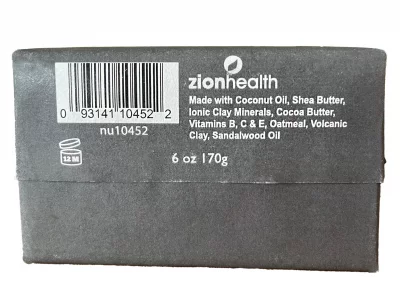 zionhealth
Made with Coconut Oil, Shea Butter,
Ionic Clay Minerals, Cocoa Butter,
Vitamins B, C & E, Oatmeal, Volcanic
Clay, Sandalwood Oil
0 93141 10452 2
nu10452
12 M
6 oz 170g